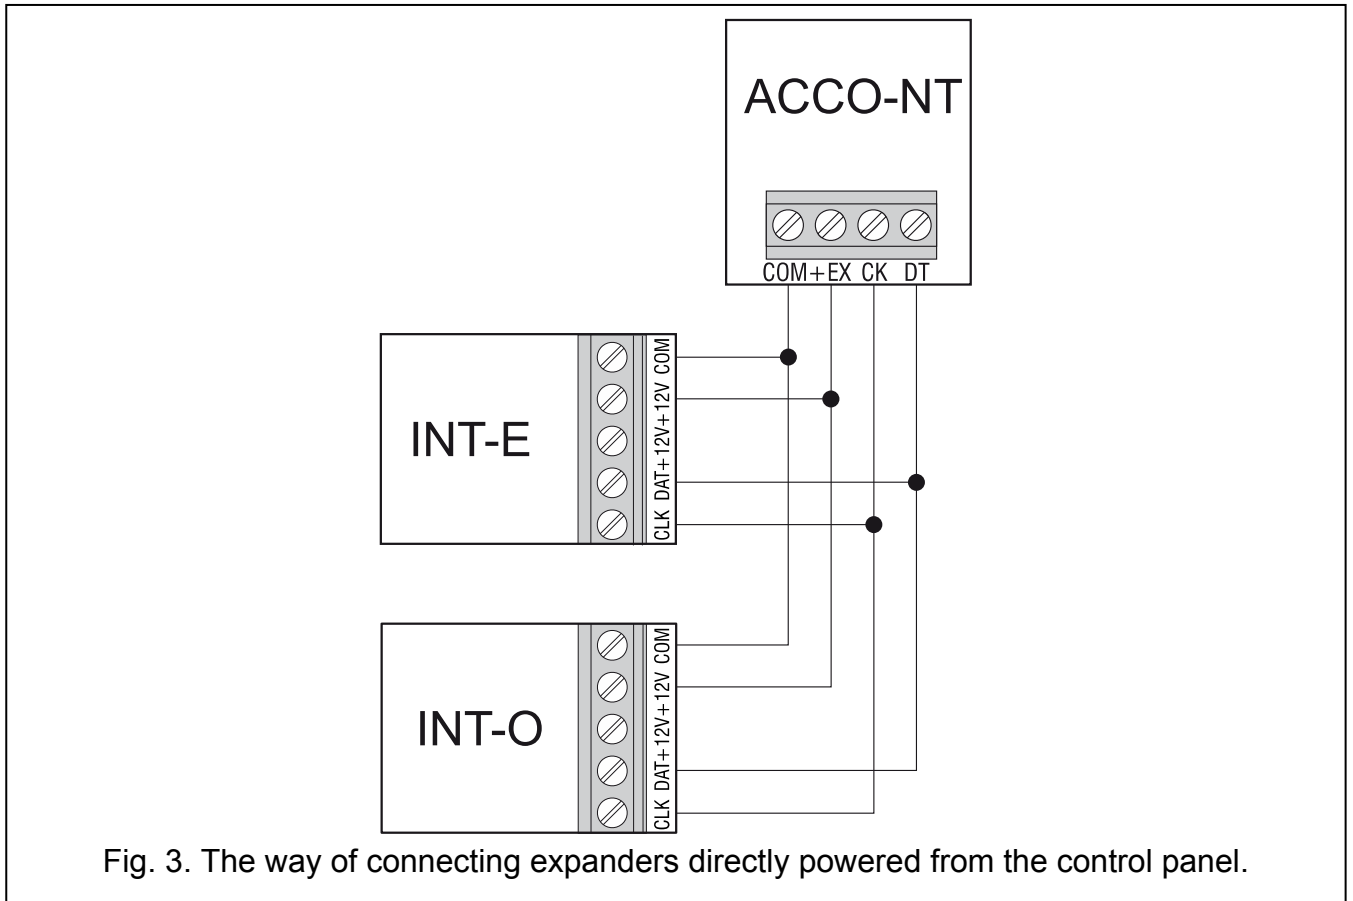 ACCO-NT
COM +EX CK DT
INT-E
CLK DAT +12V +12V COM
INT-O
CLK DAT +12V +12V COM
Fig. 3. The way of connecting expanders directly powered from the control panel.